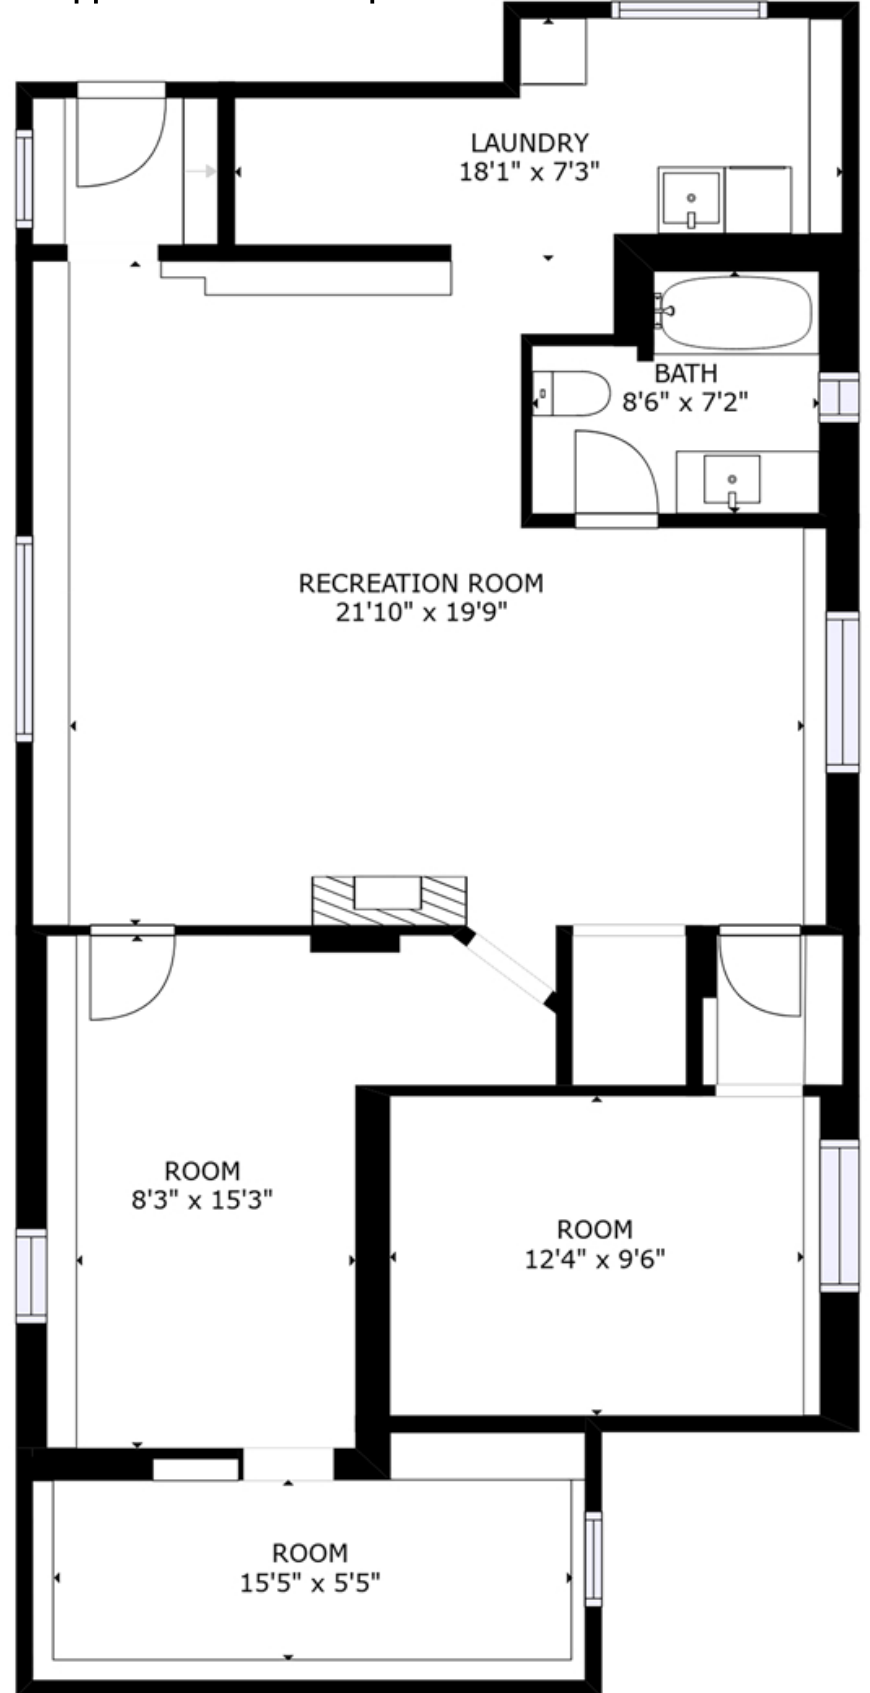 LAUNDRY
18'1" x 7'3"
BATH
8'6" x 7'2"
RECREATION ROOM
21'10" x 19'9"
ROOM
8'3" x 15'3"
ROOM
12'4" x 9'6"
ROOM
15'5" x 5'5"